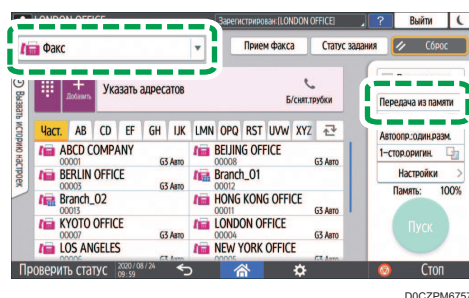 LONDON OFFICE
Зарегистрирован:[LONDON OFFICE]
?
Выйти
Факс
Прием Факса
Статус задания
Сброс
Вызвать историю настроек
Добавить
Указать адресатов
Б/снят.трубки
Передача из памяти
Част. AB CD EF GH IJK LMN OPQ RST UVW XYZ
Автоопр.:один.разм.
ABCD COMPANY
00001 G3 Авто
BEIJING OFFICE
00008 G3 Авто
1-стор.оригин.
BERLIN OFFICE
00003 G3 Авто
Branch_01
00012
Настройки >
Branch_02
00013
HONG KONG OFFICE
00011 G3 Авто
Память: 100%
KYOTO OFFICE
00007 G3 Авто
LONDON OFFICE
00004 G3 Авто
Пуск
LOS ANGELES
NEW YORK OFFICE
Проверить статус
2020/08/24
09:59
Стоп
D0CZPM6757